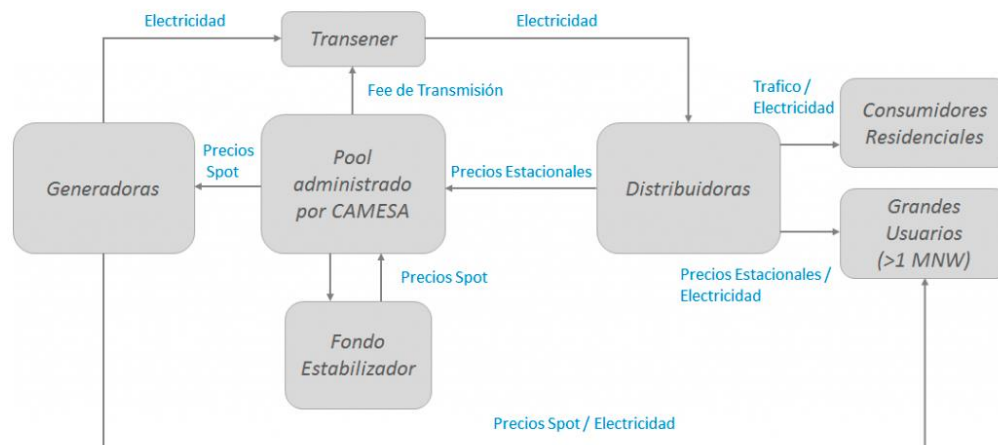 Electricidad
Electricidad
Transener
Fee de Transmisión
Trafico /
Electricidad
Consumidores
Residenciales
Generadoras
Precios
Spot
Pool
administrado
por CAMESA
Precios Estacionales
Distribuidoras
Grandes
Usuarios
(>1 MNW)
Precios Spot
Precios Estacionales /
Electricidad
Fondo
Estabilizador
Precios Spot / Electricidad